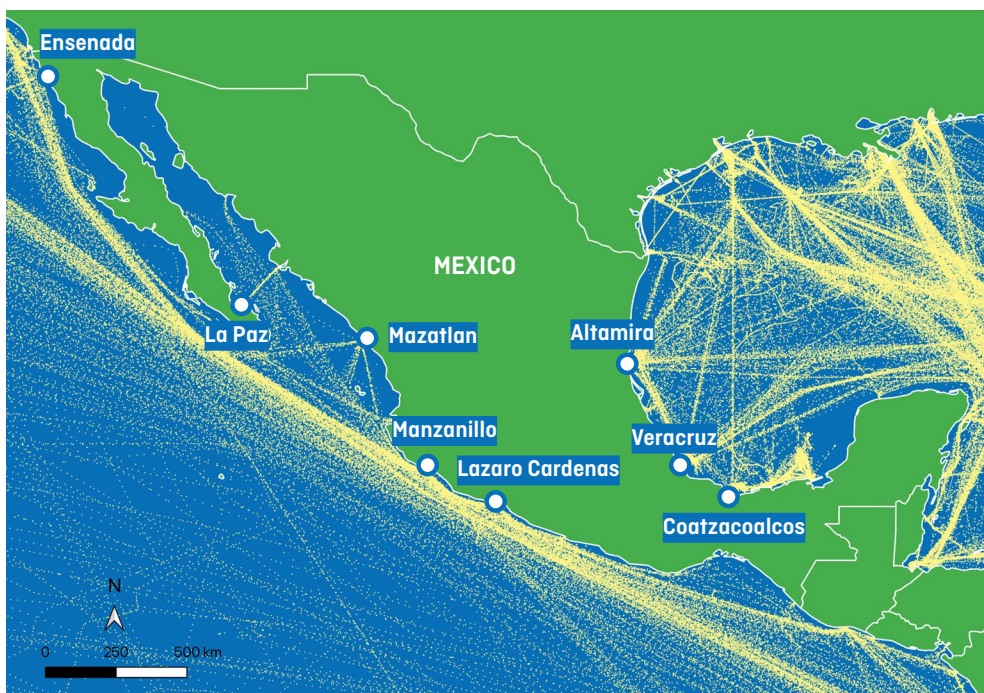 Ensenada
MEXICO
La Paz
Mazatlan
Altamira
Manzanillo
Veracruz
Lazaro Cardenas
Coatzacoalcos
N
0 250 500 km